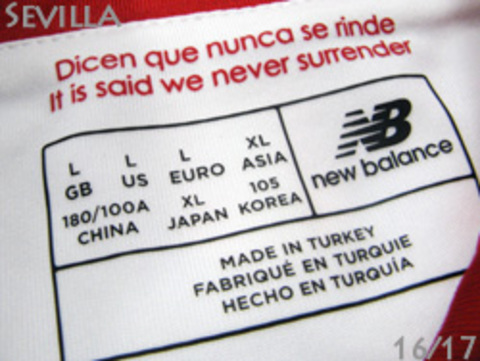 SEVILLA
Dicen que nunca se rinde
It is said we never surrender
L GB
L US
L EURO
XL ASIA
180/100A CHINA
XL JAPAN
105 KOREA
new balance
MADE IN TURKEY
FABRIQUÉ EN TURQUIE
HECHO EN TURQUÍA
16/17